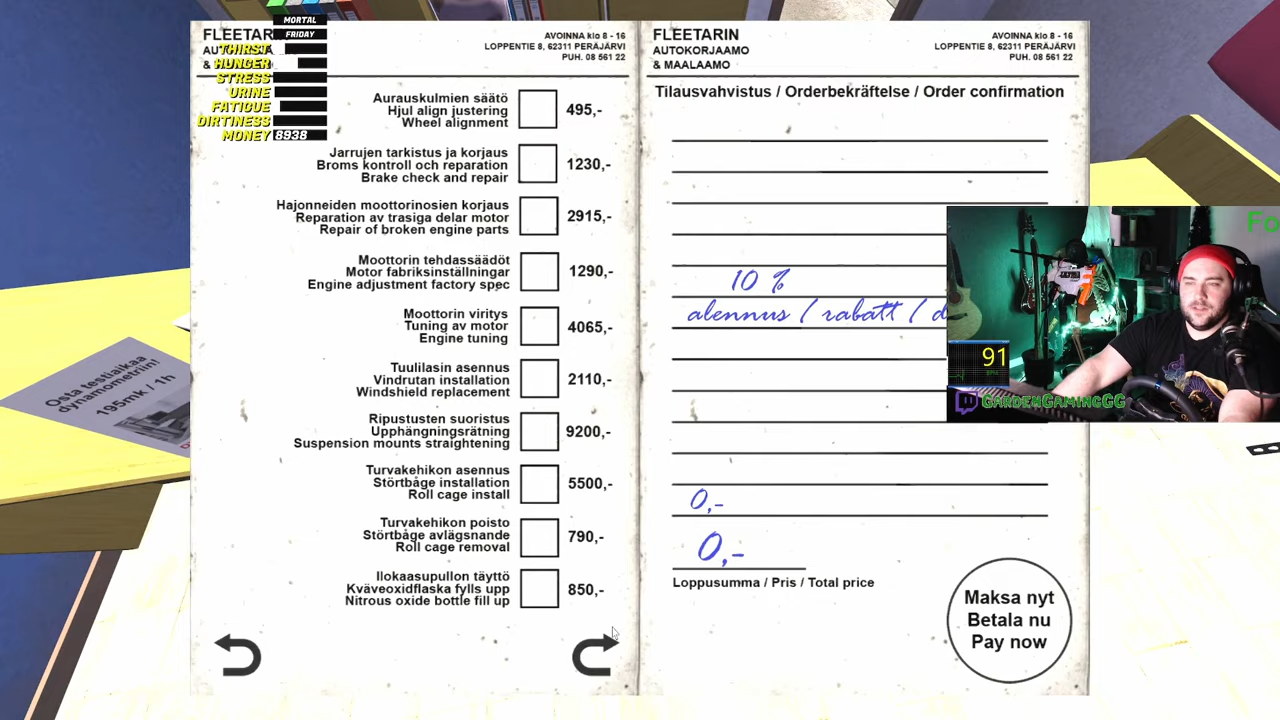 MORTAL
FRIDAY
THIRST
HUNGER
STRESS
URINE
FATIGUE
DIRTINESS
MONEY 8938
FLEETARIN
AVOINNA klo 8 - 16
LOPPENTIE 8, 62311 PERÄJÄRVI
PUH. 08 561 22
Aurauskulmien säätö
Hjul align justering
Wheel alignment
495,-
Jarrujen tarkistus ja korjaus
Broms kontroll och reparation
Brake check and repair
1230,-
Hajonneiden moottorinosien korjaus
Reparation av trasiga delar motor
Repair of broken engine parts
2915,-
Moottorin tehdassäädöt
Motor fabriksinställningar
Engine adjustment factory spec
1290,-
Moottorin viritys
Tuning av motor
Engine tuning
4065,-
Tuulilasin asennus
Vindrutan installation
Windshield replacement
2110,-
Ripustusten suoristus
Upphängningsrätning
Suspension mounts straightening
9200,-
Turvakehikon asennus
Störtbåge installation
Roll cage install
5500,-
Turvakehikon poisto
Störtbåge avlägsnande
Roll cage removal
790,-
Ilokaasupullon täyttö
Kväveoxidflaska fylls upp
Nitrous oxide bottle fill up
850,-
FLEETARIN
AUTOKORJAAMO
& MAALAAMO
AVOINNA klo 8 - 16
LOPPENTIE 8, 62311 PERÄJÄRVI
PUH. 08 561 22
Tilausvahvistus / Orderbekräftelse / Order confirmation
10 %
alennus / rabatt / d
0,-
0,-
Loppusumma / Pris / Total price
Maksa nyt
Betala nu
Pay now
Osta testiaikaa
dynamometriin!
195mk / 1h
Fo
91
GARDENGAMINGGG